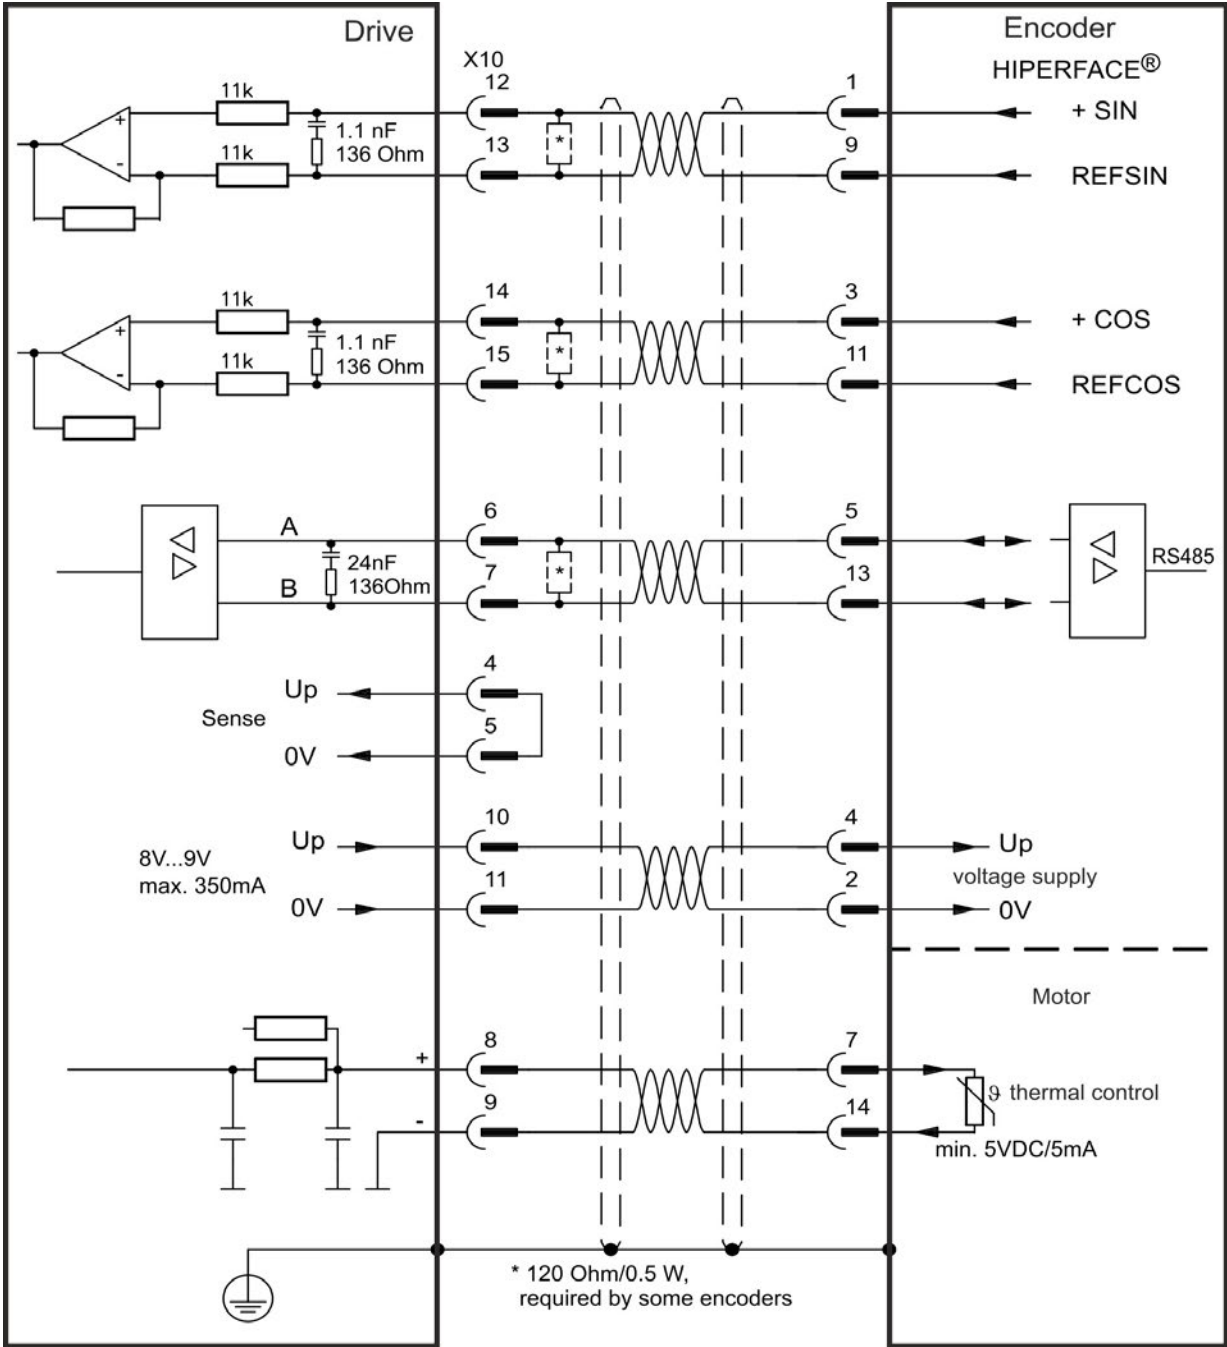 Drive
Encoder
HIPERFACE®
X10
11k
12
1
+ SIN
+
1.1 nF
136 Ohm
*
11k
-
13
9
REFSIN
11k
14
3
+ COS
+
1.1 nF
136 Ohm
*
11k
-
15
11
REFCOS
A
6
5
24nF
136Ohm
*
RS485
B
7
13
Up
4
Sense
0V
5
Up
10
4
Up
8V...9V
max. 350mA
voltage supply
0V
11
2
0V
Motor
+
8
7
ϑ thermal control
-
9
14
min. 5VDC/5mA
* 120 Ohm/0.5 W,
required by some encoders